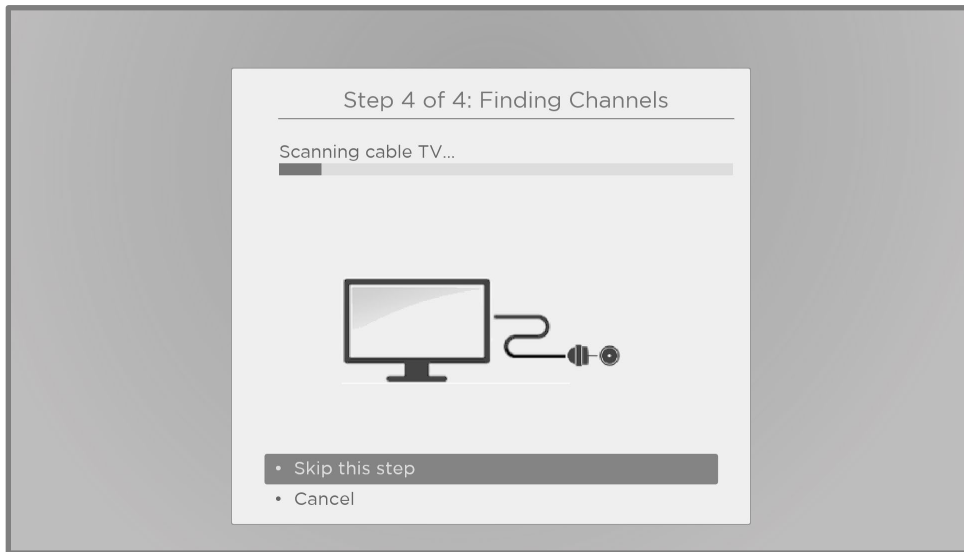 Step 4 of 4: Finding Channels
Scanning cable TV...
• Skip this step
• Cancel